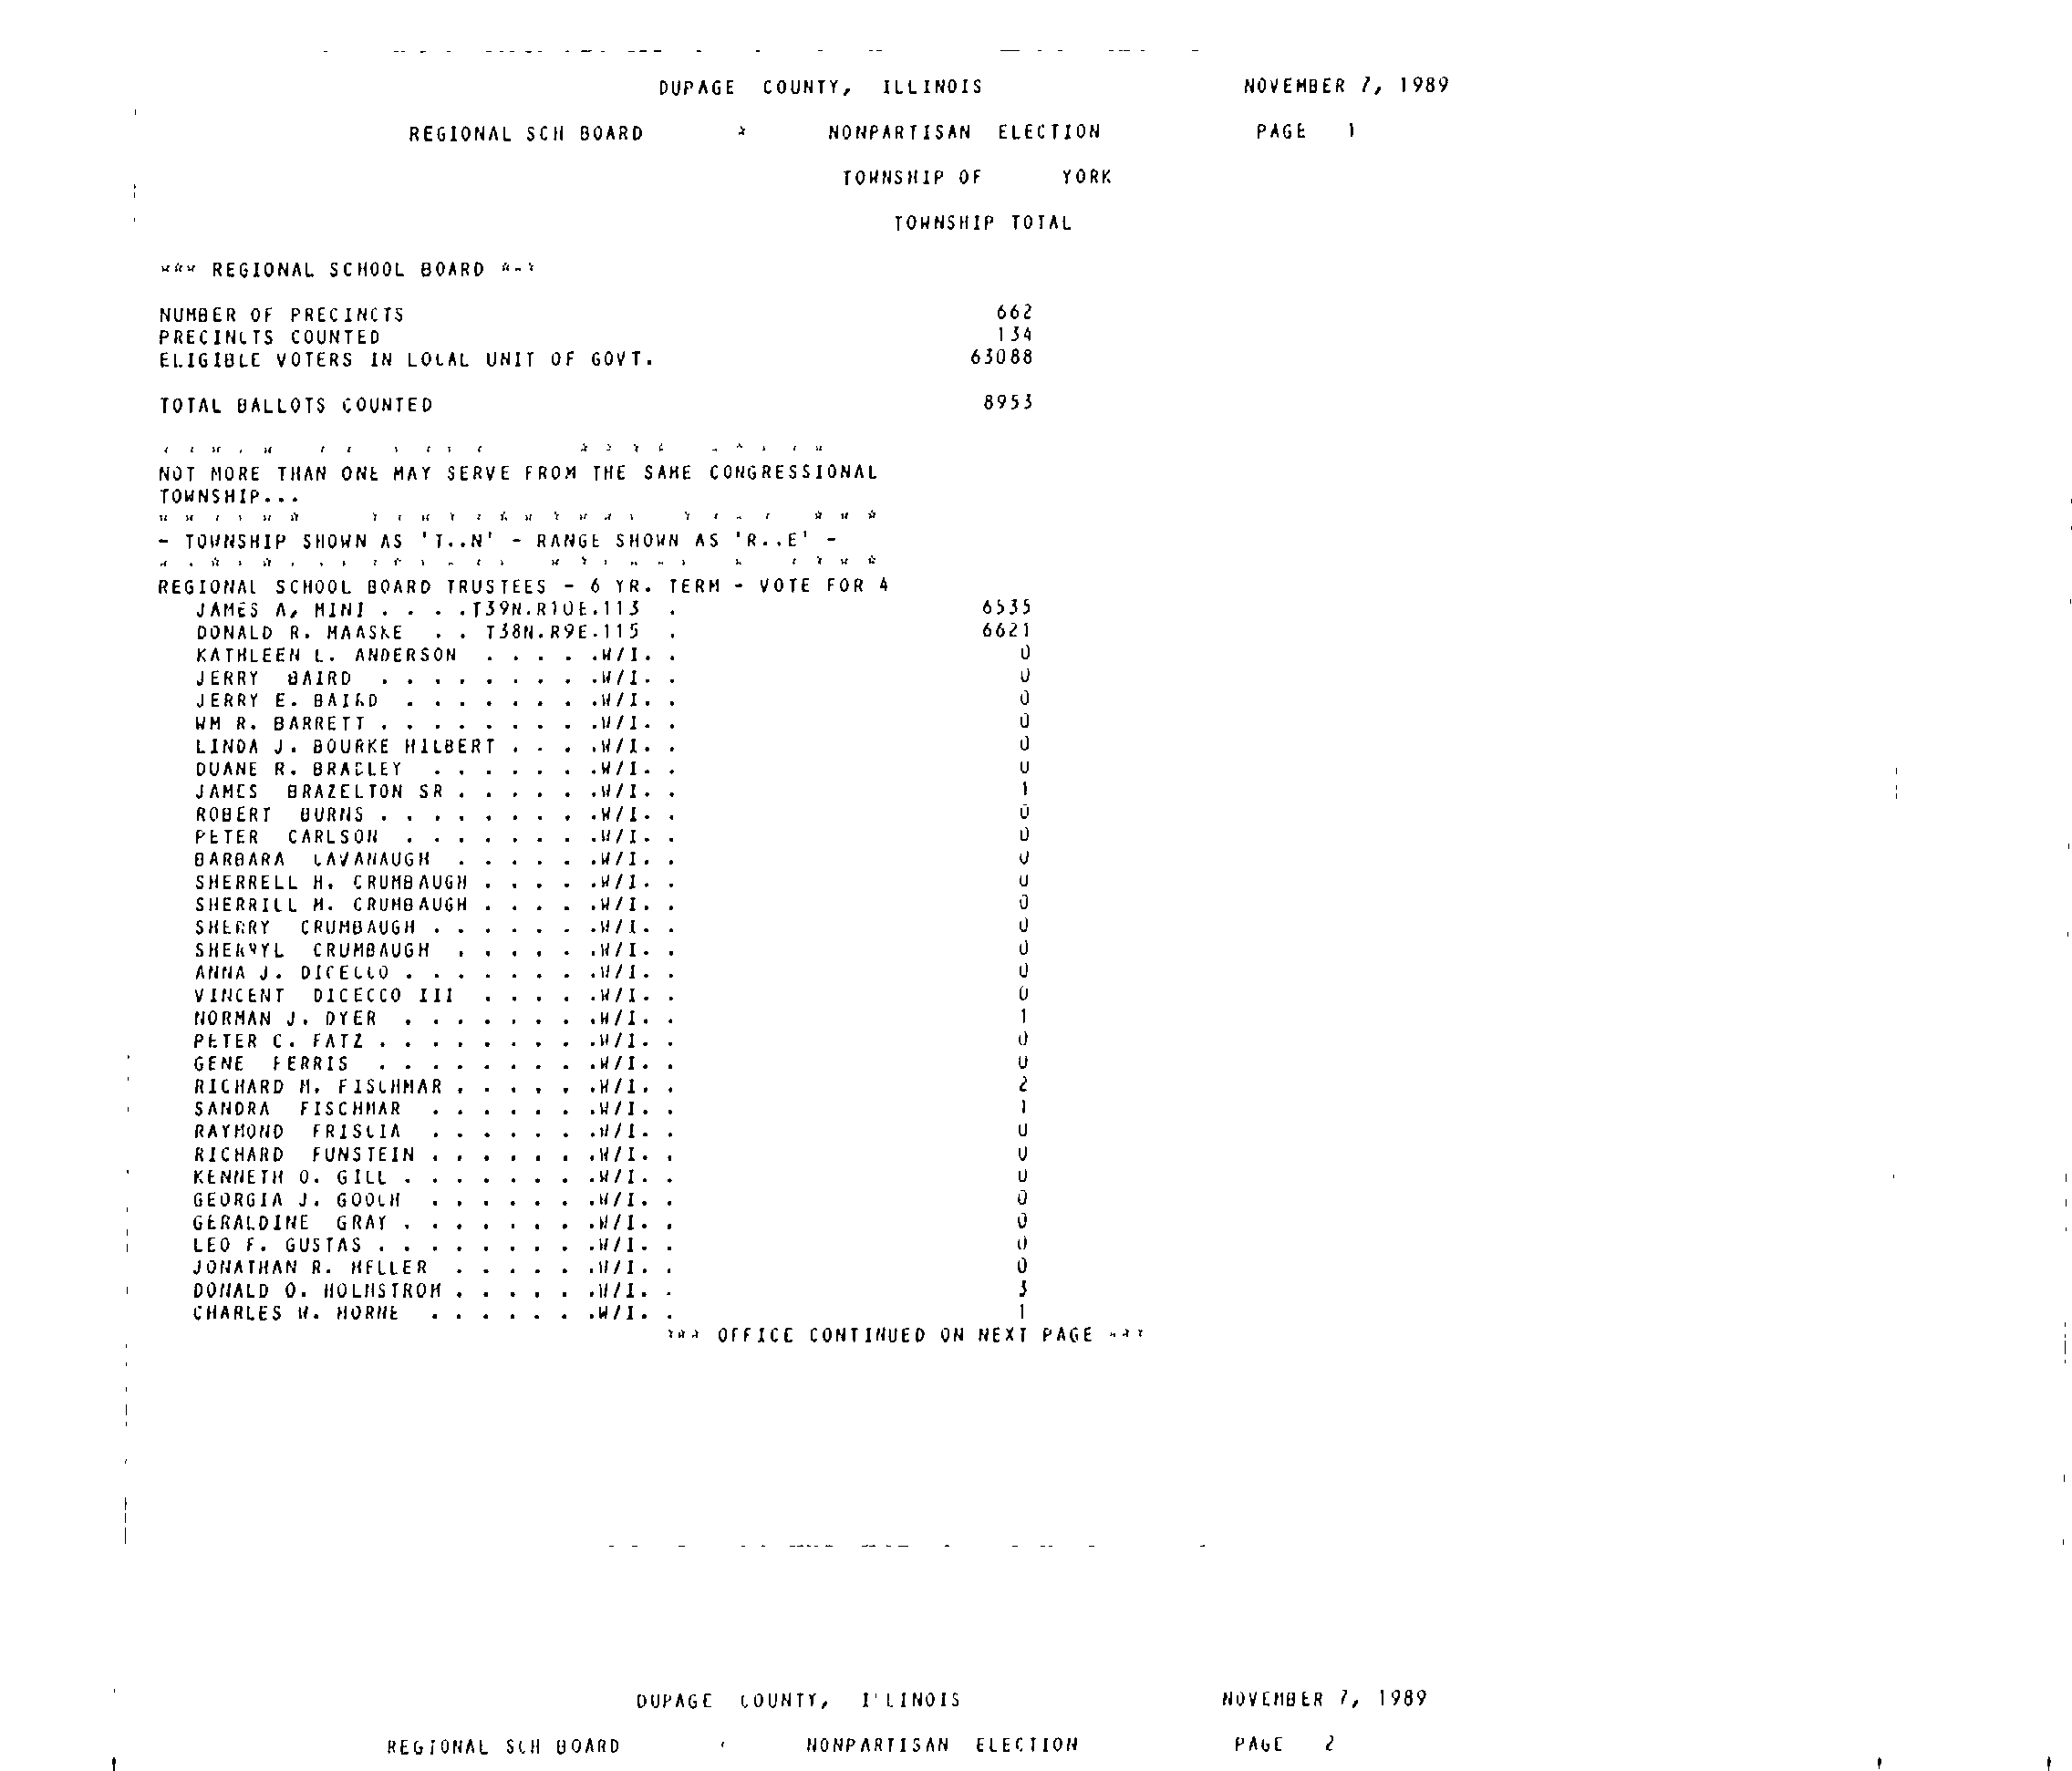 DUPAGE COUNTY, ILLINOIS NOVEMBER 7, 1989
REGIONAL SCH BOARD * NONPARTISAN ELECTION PAGE 1
TOWNSHIP OF YORK
TOWNSHIP TOTAL
*** REGIONAL SCHOOL BOARD ***
NUMBER OF PRECINCTS 662
PRECINCTS COUNTED 134
ELIGIBLE VOTERS IN LOCAL UNIT OF GOVT. 63088
TOTAL BALLOTS COUNTED 8953
NOT MORE THAN ONE MAY SERVE FROM THE SAME CONGRESSIONAL
TOWNSHIP...
- TOWNSHIP SHOWN AS 'T..N' - RANGE SHOWN AS 'R..E' -
REGIONAL SCHOOL BOARD TRUSTEES - 6 YR. TERM - VOTE FOR 4
JAMES A. MINI . . . .T39N.R10E.113 . 6535
DONALD R. MAASKE . . T38N.R9E.115 . 6621
KATHLEEN L. ANDERSON . . . . .W/I. . 0
JERRY BAIRD . . . . . . . . .W/I. . 0
JERRY E. BAIRD . . . . . . . .W/I. . 0
WM R. BARRETT . . . . . . . . .W/I. . 0
LINDA J. BOURKE HILBERT . . . .W/I. . 0
DUANE R. BRADLEY . . . . . . .W/I. . 0
JAMES BRAZELTON SR . . . . . .W/I. . 1
ROBERT BURNS . . . . . . . . .W/I. . 0
PETER CARLSON . . . . . . . .W/I. . 0
BARBARA CAVANAUGH . . . . . .W/I. . 0
SHERRELL H. CRUMBAUGH . . . . .W/I. . 0
SHERRILL M. CRUMBAUGH . . . . .W/I. . 0
SHERRY CRUMBAUGH . . . . . . .W/I. . 0
SHERRYL CRUMBAUGH . . . . . .W/I. . 0
ANNA J. DICELLO . . . . . . . .W/I. . 0
VINCENT DICECCO III . . . . .W/I. . 0
NORMAN J. DYER . . . . . . . .W/I. . 1
PETER C. FATZ . . . . . . . . .W/I. . 0
GENE FERRIS . . . . . . . . .W/I. . 0
RICHARD M. FISCHMAR . . . . . .W/I. . 2
SANDRA FISCHMAR . . . . . . .W/I. . 1
RAYMOND FRISCIA . . . . . . .W/I. . 0
RICHARD FUNSTEIN . . . . . . .W/I. . 0
KENNETH O. GILL . . . . . . . .W/I. . 0
GEORGIA J. GOOCH . . . . . . .W/I. . 0
GERALDINE GRAY . . . . . . . .W/I. . 0
LEO F. GUSTAS . . . . . . . . .W/I. . 0
JONATHAN R. HELLER . . . . . .W/I. . 0
DONALD O. HOLMSTROM . . . . . .W/I. . 3
CHARLES W. HORNE . . . . . . .W/I. . 1
*** OFFICE CONTINUED ON NEXT PAGE ***
DUPAGE COUNTY, ILLINOIS NOVEMBER 7, 1989
REGIONAL SCH BOARD NONPARTISAN ELECTION PAGE 2